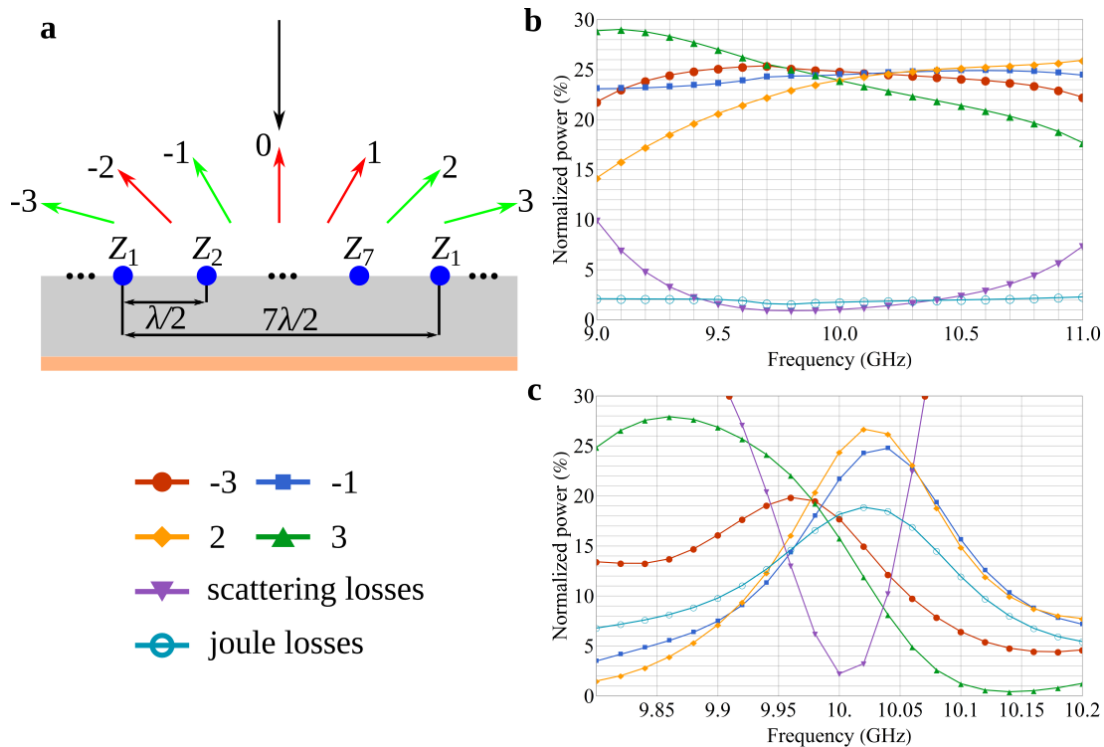 a
0
-1
1
-2
2
-3
3
Z1
Z2
Z7
Z1
λ/2
7λ/2
-3
-1
2
3
scattering losses
joule losses
b
Normalized power (%)
30
25
20
15
10
5
0
9.0
9.5
10.0
10.5
11.0
Frequency (GHz)
c
Normalized power (%)
30
25
20
15
10
5
0
9.85
9.9
9.95
10.
10.05
10.1
10.15
10.2
Frequency (GHz)